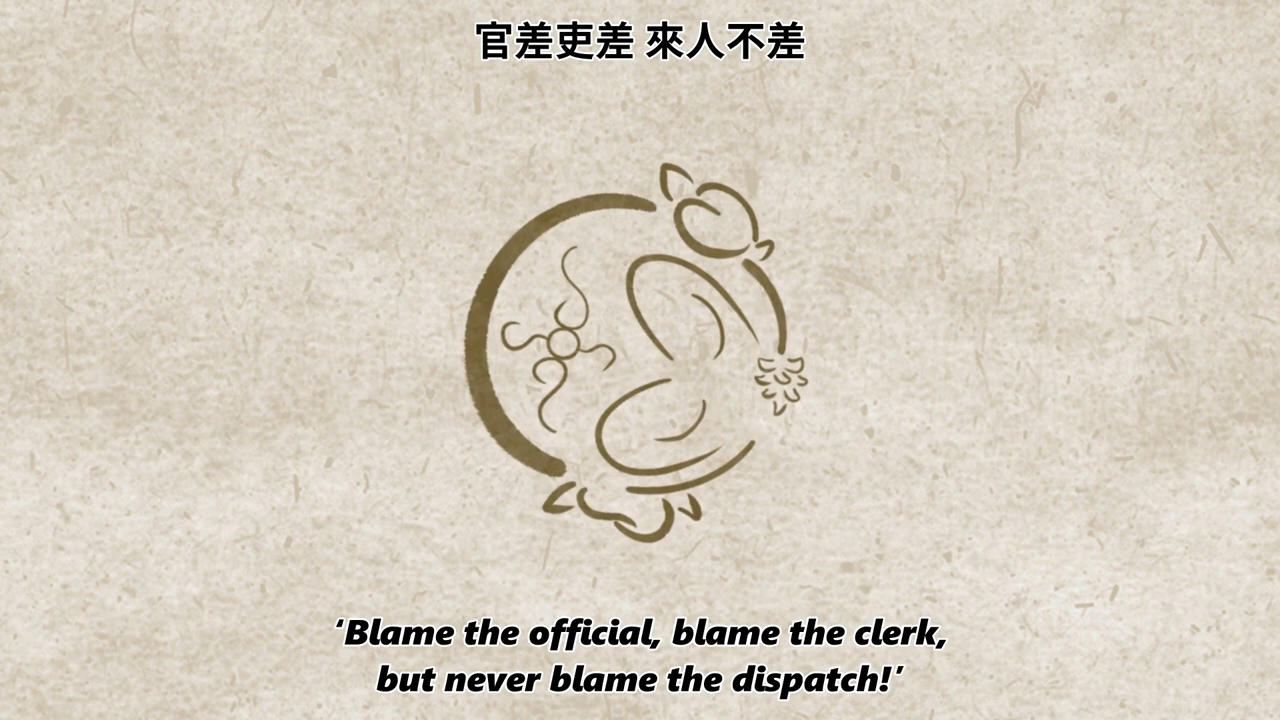 官差吏差 來人不差
‘Blame the official, blame the clerk,
but never blame the dispatch!’